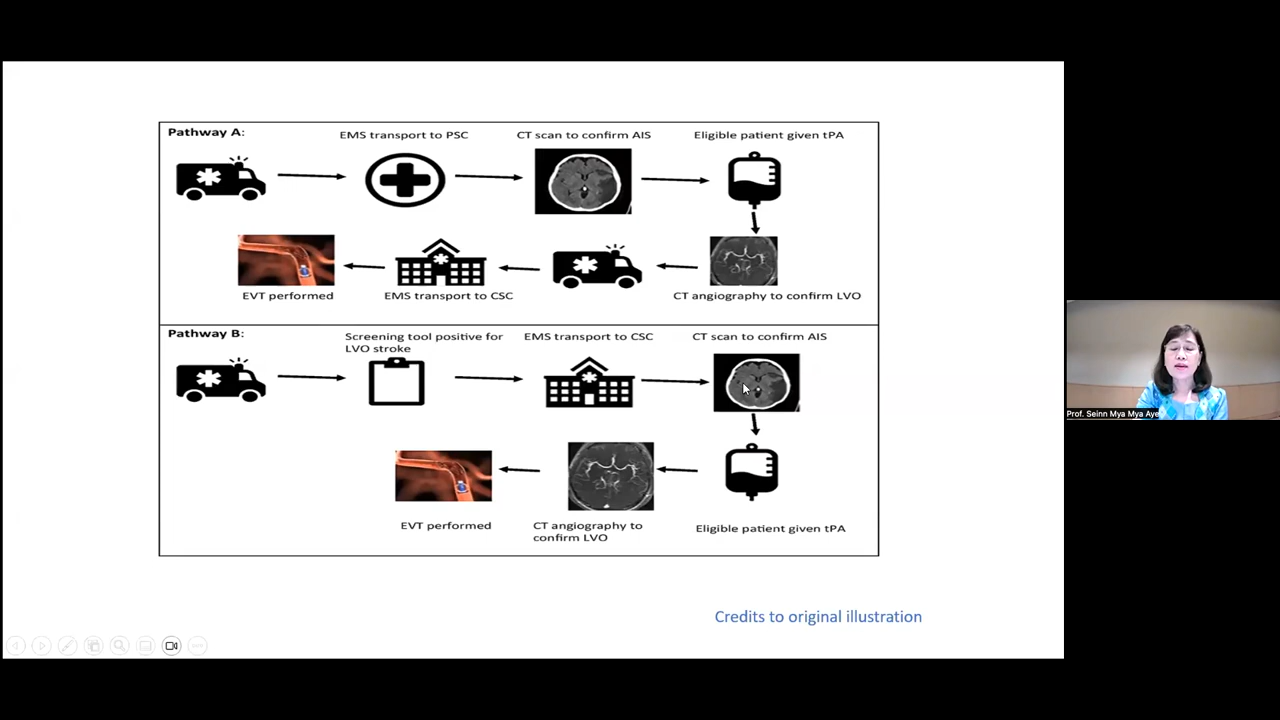 Pathway A:
EMS transport to PSC
CT scan to confirm AIS
Eligible patient given tPA
EVT performed
EMS transport to CSC
CT angiography to confirm LVO
Pathway B:
Screening tool positive for
LVO stroke
EMS transport to CSC
CT scan to confirm AIS
EVT performed
CT angiography to
confirm LVO
Eligible patient given tPA
Credits to original illustration
Prof. Seinn Mya Mya Aye